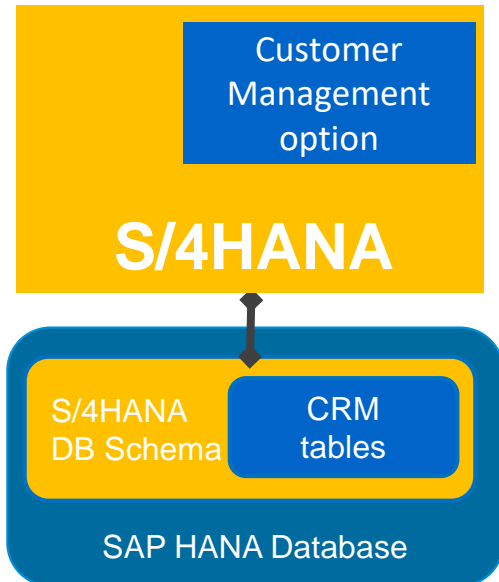 Customer
Management
option
S/4HANA
S/4HANA
DB Schema
CRM
tables
SAP HANA Database